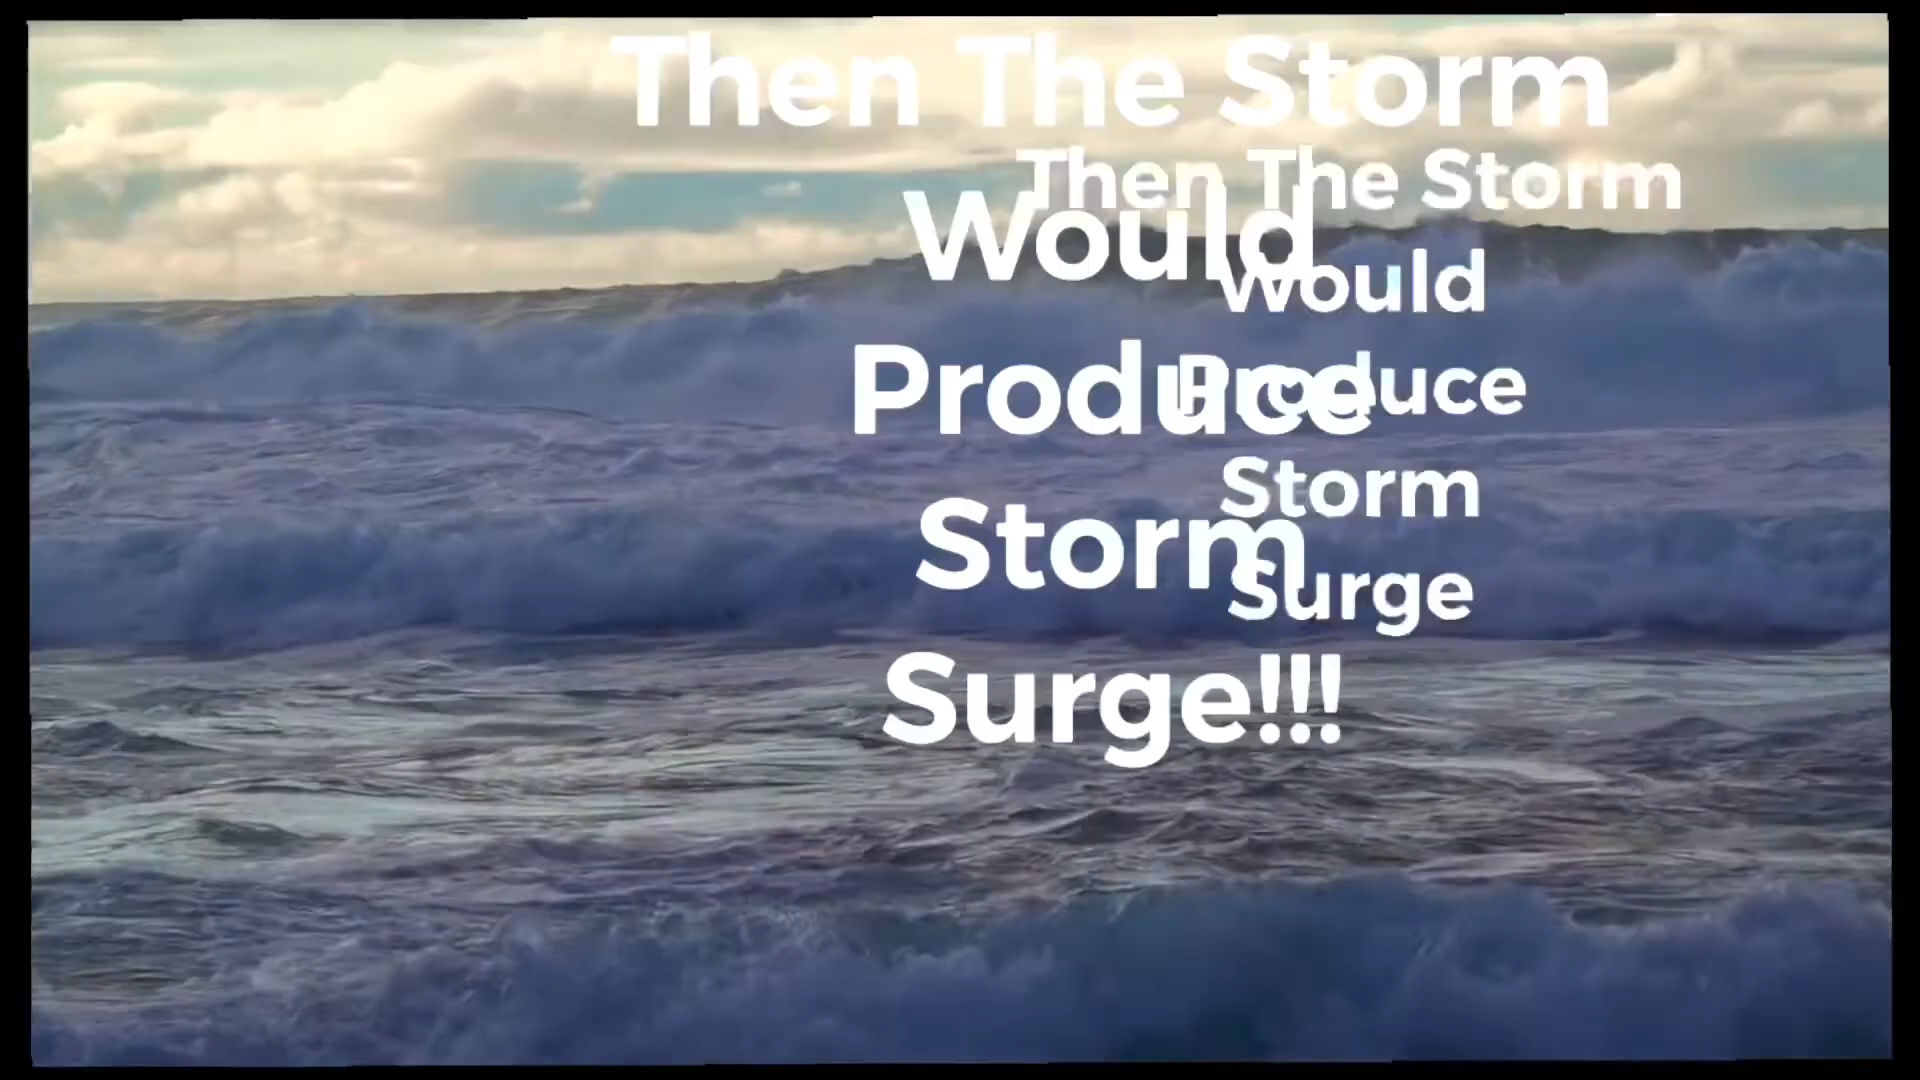 Then The Storm
Would
Produce
Storm
Surge!!!
Then The Storm
Would
Produce
Storm
Surge